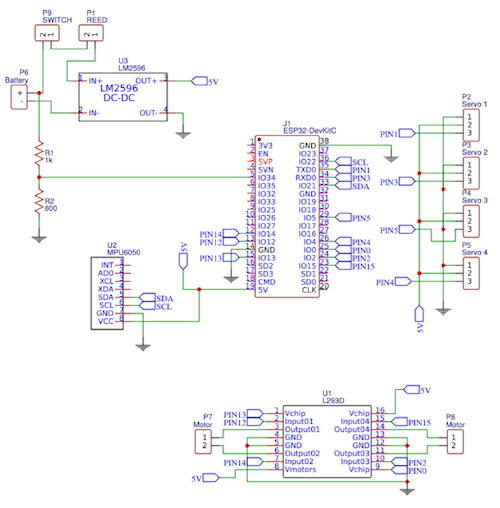 P9
SWITCH
2 1
P1
REED
2 1
P6
Battery
+
-
U3
LM2596
LM2596
DC-DC
1 IN+
2 IN-
OUT+ 3
OUT- 4
5V
R1
1k
R2
800
J1
ESP32-DevKitC
1 3V3
2 EN
3 SVP
4 SVN
5 IO34
6 IO35
7 IO32
8 IO33
9 IO25
10 IO26
11 IO27
12 IO14
13 IO12
14 GND
15 IO13
16 SD2
17 SD3
18 CMD
19 5V
GND 38
IO23 37
IO22 36
TXD0 35
RXD0 34
IO21 33
GND 32
IO19 31
IO18 30
IO5 29
IO17 28
IO16 27
IO4 26
IO0 25
IO2 24
IO15 23
SD1 22
SD0 21
CLK 20
SCL
PIN1
PIN3
SDA
PIN5
PIN4
PIN0
PIN2
PIN15
PIN14
PIN12
PIN13
5V
U2
MPU6050
INT 1
AD0 2
XCL 3
XDA 4
SDA 5
SCL 6
GND 7
VCC 8
SDA
SCL
P2
Servo 1
1
2
3
PIN1
P3
Servo 2
1
2
3
PIN3
P4
Servo 3
1
2
3
PIN5
P5
Servo 4
1
2
3
PIN4
5V
U1
L293D
1 Vchip
2 Input01
3 Output01
4 GND
5 GND
6 Output02
7 Input02
8 Vmotors
Vchip 16
Input04 15
Output04 14
GND 13
GND 12
Output03 11
Input03 10
Vchip 9
PIN13
PIN12
PIN14
5V
5V
PIN15
PIN2
PIN0
P7
Motor
1
2
P8
Motor
1
2